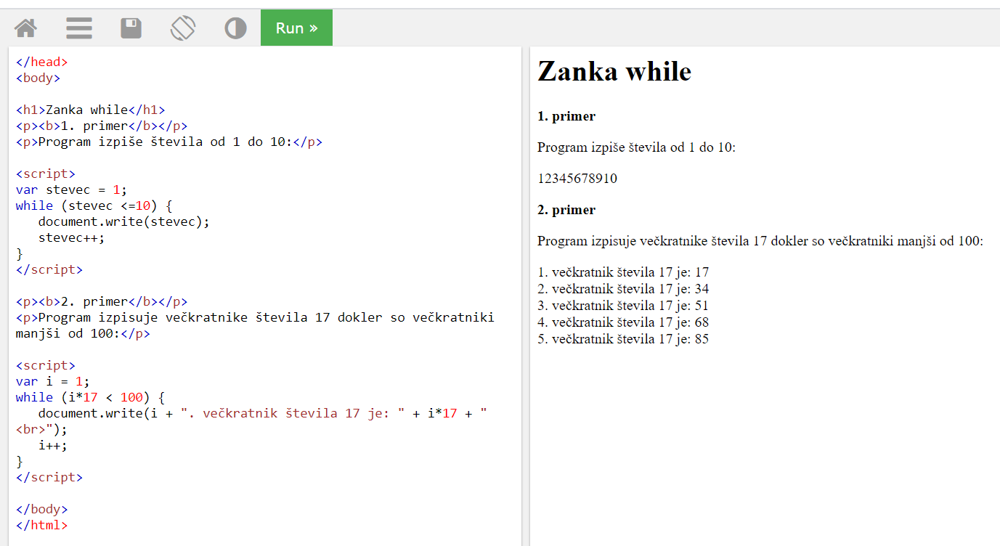 Run »
</head>
<body>
<h1>Zanka while</h1>
<p><b>1. primer</b></p>
<p>Program izpiše števila od 1 do 10:</p>
<script>
var stevec = 1;
while (stevec <=10) {
document.write(stevec);
stevec++;
}
</script>
<p><b>2. primer</b></p>
<p>Program izpisuje večkratnike števila 17 dokler so večkratniki
manjši od 100:</p>
<script>
var i = 1;
while (i*17 < 100) {
document.write(i + ". večkratnik števila 17 je: " + i*17 + "
<br>");
i++;
}
</script>
</body>
</html>
Zanka while
1. primer
Program izpiše števila od 1 do 10:
12345678910
2. primer
Program izpisuje večkratnike števila 17 dokler so večkratniki manjši od 100:
1. večkratnik števila 17 je: 17
2. večkratnik števila 17 je: 34
3. večkratnik števila 17 je: 51
4. večkratnik števila 17 je: 68
5. večkratnik števila 17 je: 85